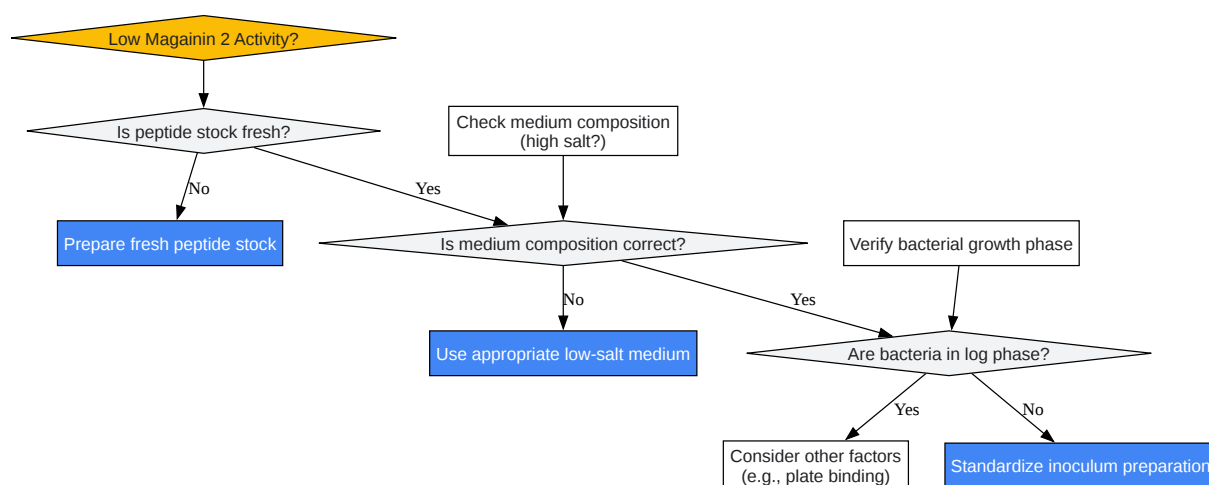 Low Magainin 2 Activity?
Is peptide stock fresh?
Check medium composition
(high salt?)
No
Yes
Prepare fresh peptide stock
Is medium composition correct?
Verify bacterial growth phase
No
Yes
Use appropriate low-salt medium
Are bacteria in log phase?
Yes
No
Consider other factors
(e.g., plate binding)
Standardize inoculum preparation